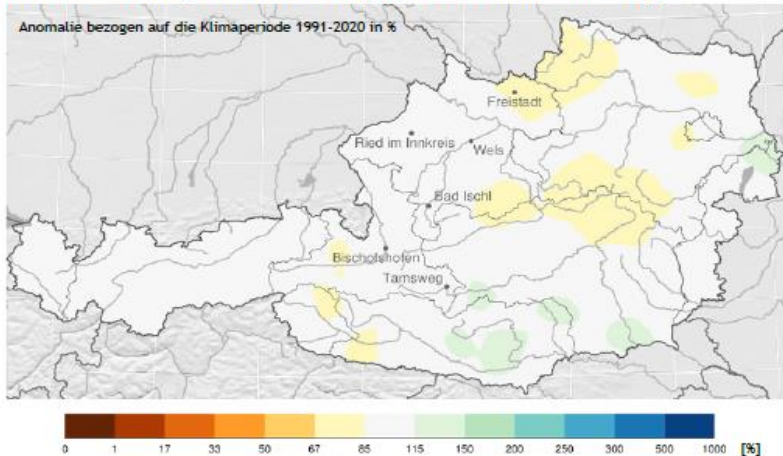 Anomalie bezogen auf die Klimaperiode 1991-2020 in %
Freistadt
Ried im Innkreis
Wels
Bad Ischl
Bischofshofen
Tamsweg
0 1 17 33 50 67 85 115 150 200 250 300 500 1000 [%]